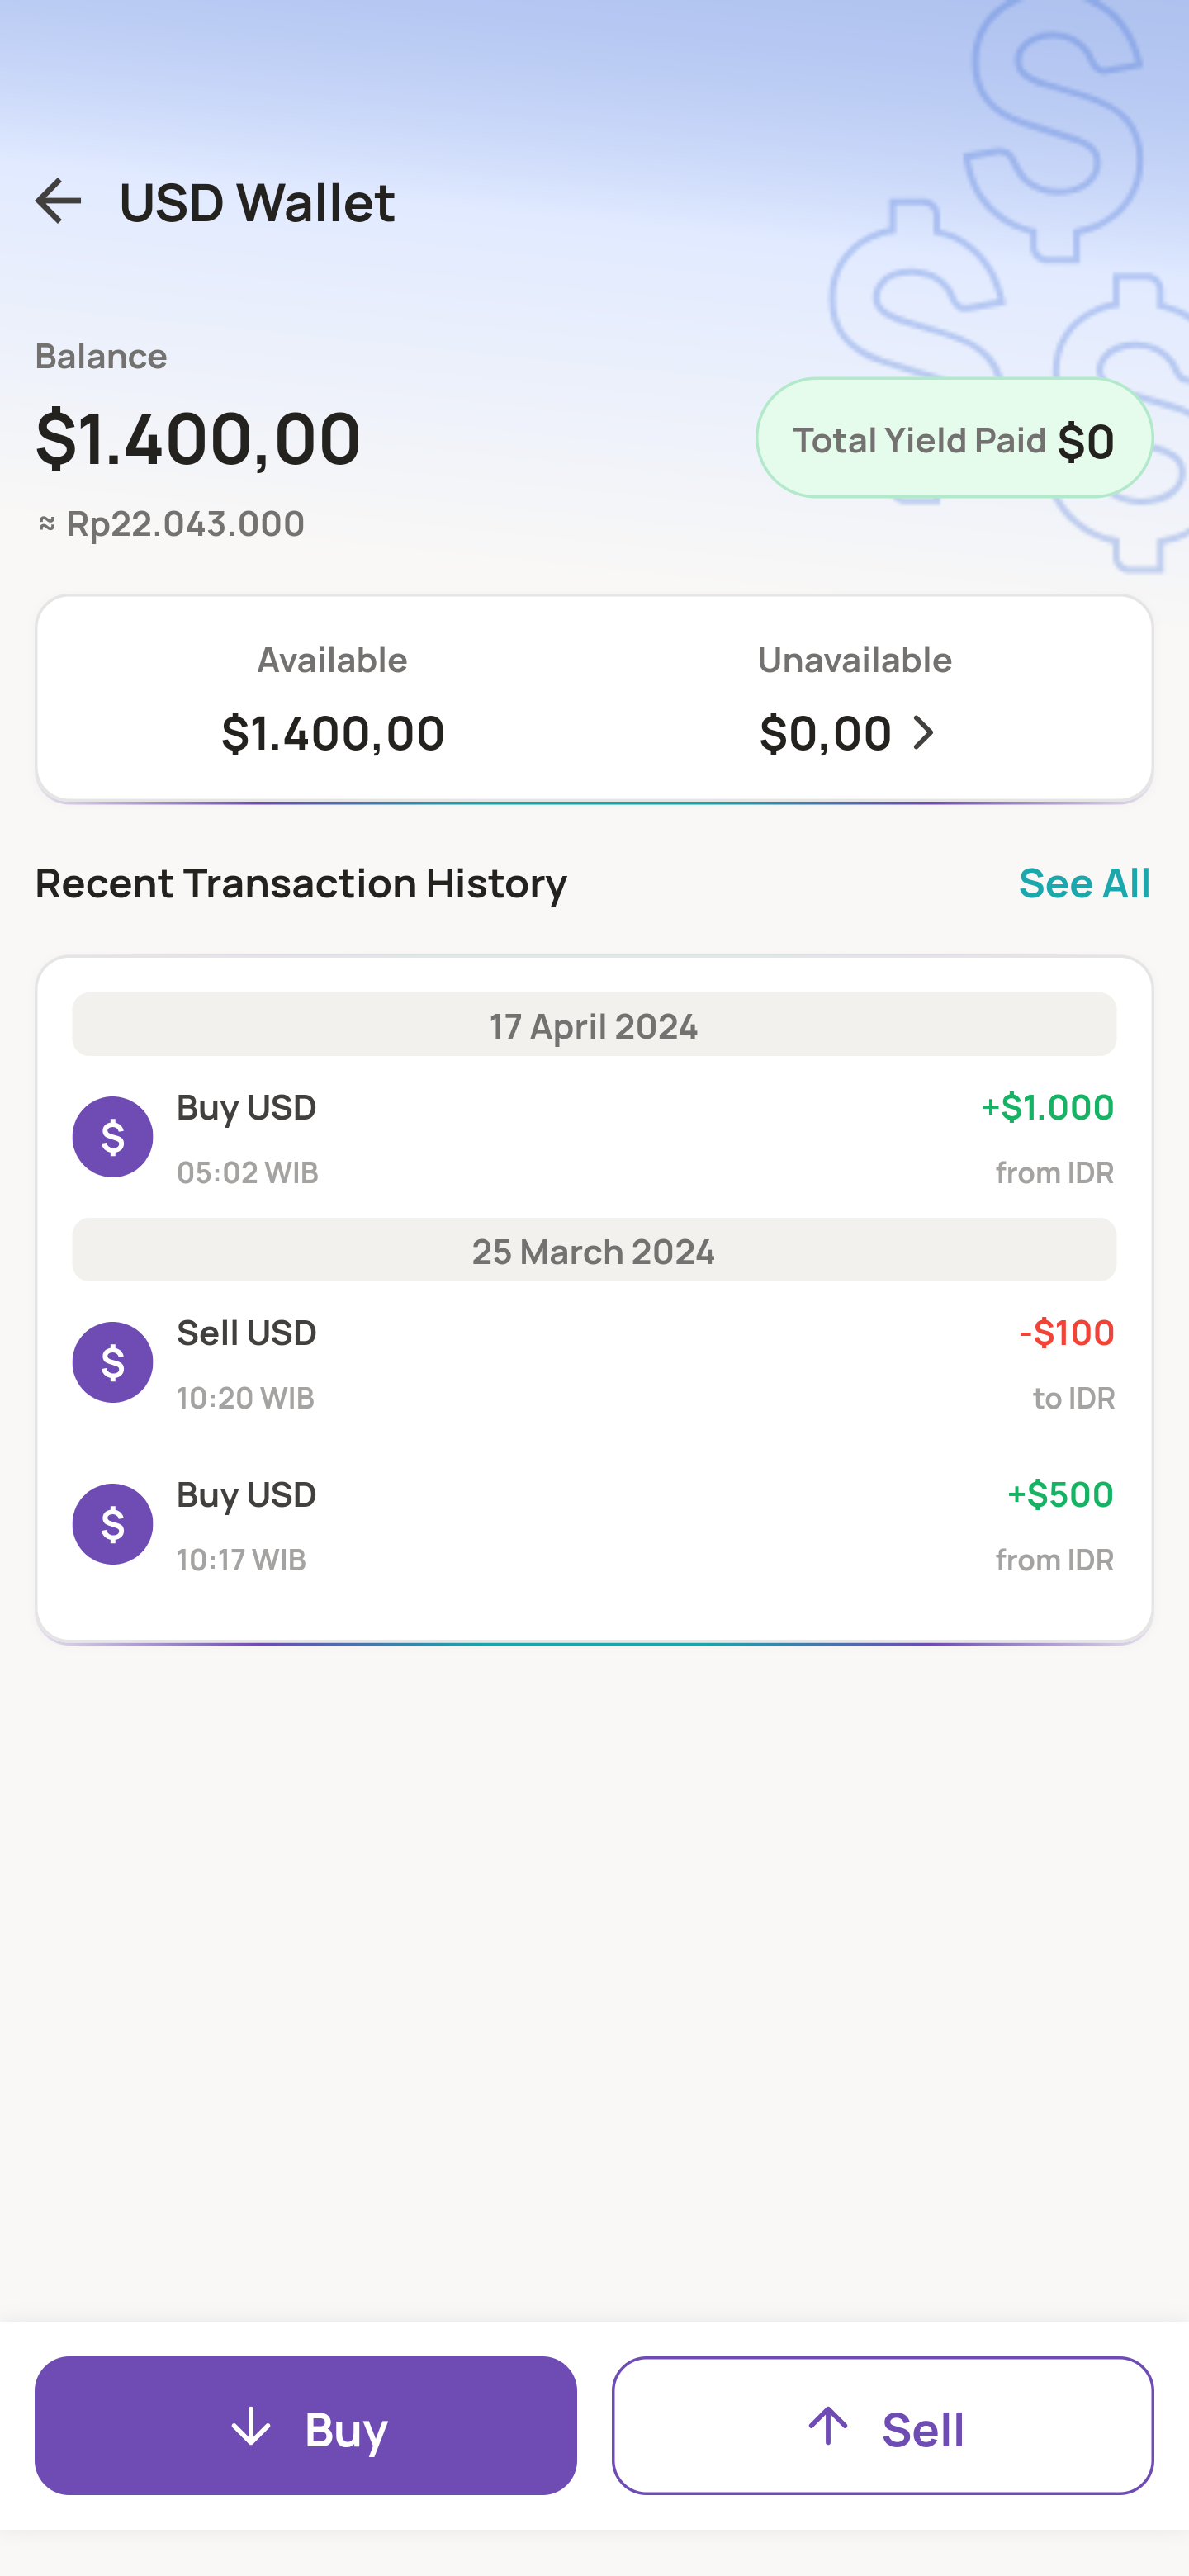 USD Wallet
Balance
$1.400,00
Total Yield Paid $0
≈ Rp22.043.000
Available
Unavailable
$1.400,00
$0,00
Recent Transaction History
See All
17 April 2024
Buy USD
+$1.000
05:02 WIB
from IDR
25 March 2024
Sell USD
-$100
10:20 WIB
to IDR
Buy USD
+$500
10:17 WIB
from IDR
Buy
Sell